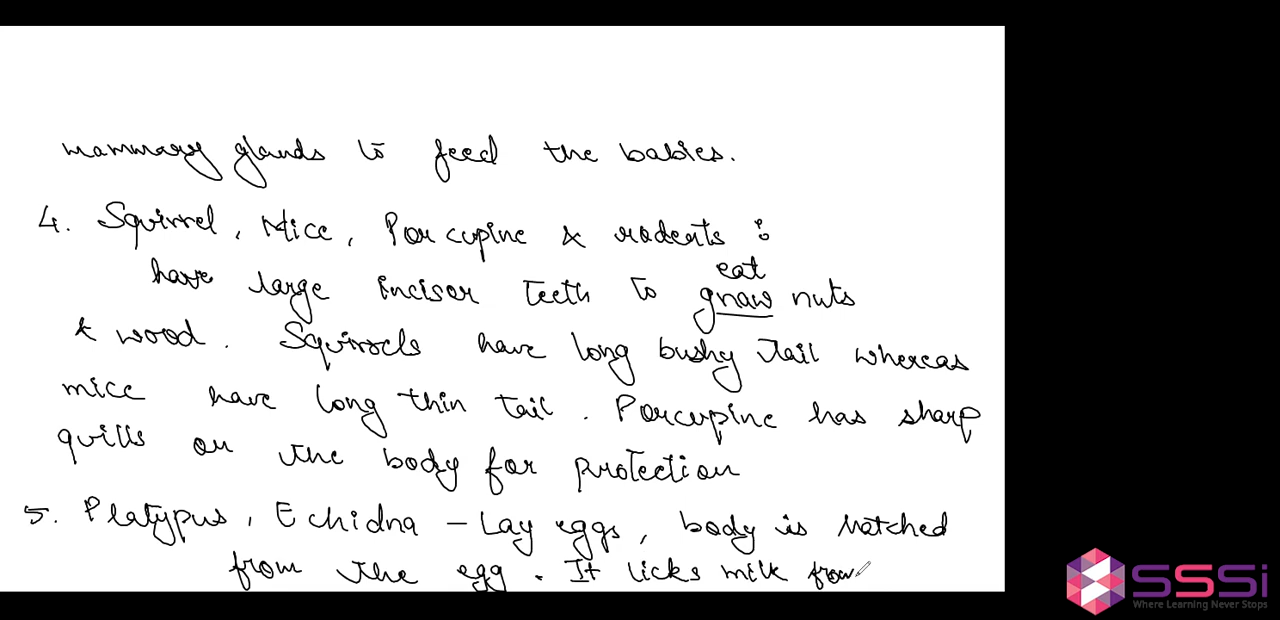 mammary glands to feed the babies.
4. Squirrel, Mice, Porcupine & rodents :
eat
have large incisor teeth to gnaw nuts
& wood. Squirrels have long bushy tail whereas
mice have long thin tail. Porcupine has sharp
quills on the body for protection
5. Platypus, Echidna - Lay eggs, body is hatched
from the egg. It licks milk from
SSSi
Where Learning Never Stops